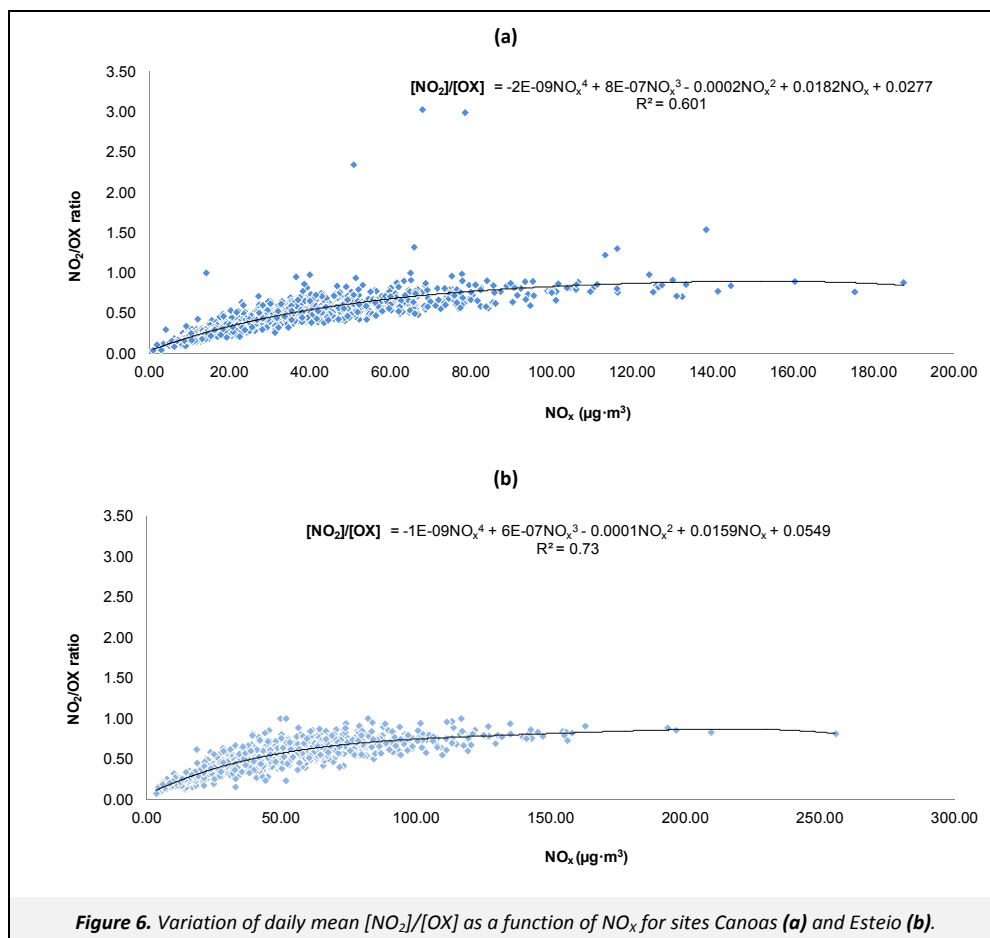 (a)
3.50
3.00
2.50
2.00
1.50
1.00
0.50
0.00
NO₂/OX ratio
[NO₂]/[OX] = -2E-09NOₓ⁴ + 8E-07NOₓ³ - 0.0002NOₓ² + 0.0182NOₓ + 0.0277
R² = 0.601
0.00 20.00 40.00 60.00 80.00 100.00 120.00 140.00 160.00 180.00 200.00
NOₓ (µg·m³)
(b)
3.50
3.00
2.50
2.00
1.50
1.00
0.50
0.00
NO₂/OX ratio
[NO₂]/[OX] = -1E-09NOₓ⁴ + 6E-07NOₓ³ - 0.0001NOₓ² + 0.0159NOₓ + 0.0549
R² = 0.73
0.00 50.00 100.00 150.00 200.00 250.00 300.00
NOₓ (µg·m³)
Figure 6. Variation of daily mean [NO₂]/[OX] as a function of NOₓ for sites Canoas (a) and Esteio (b).